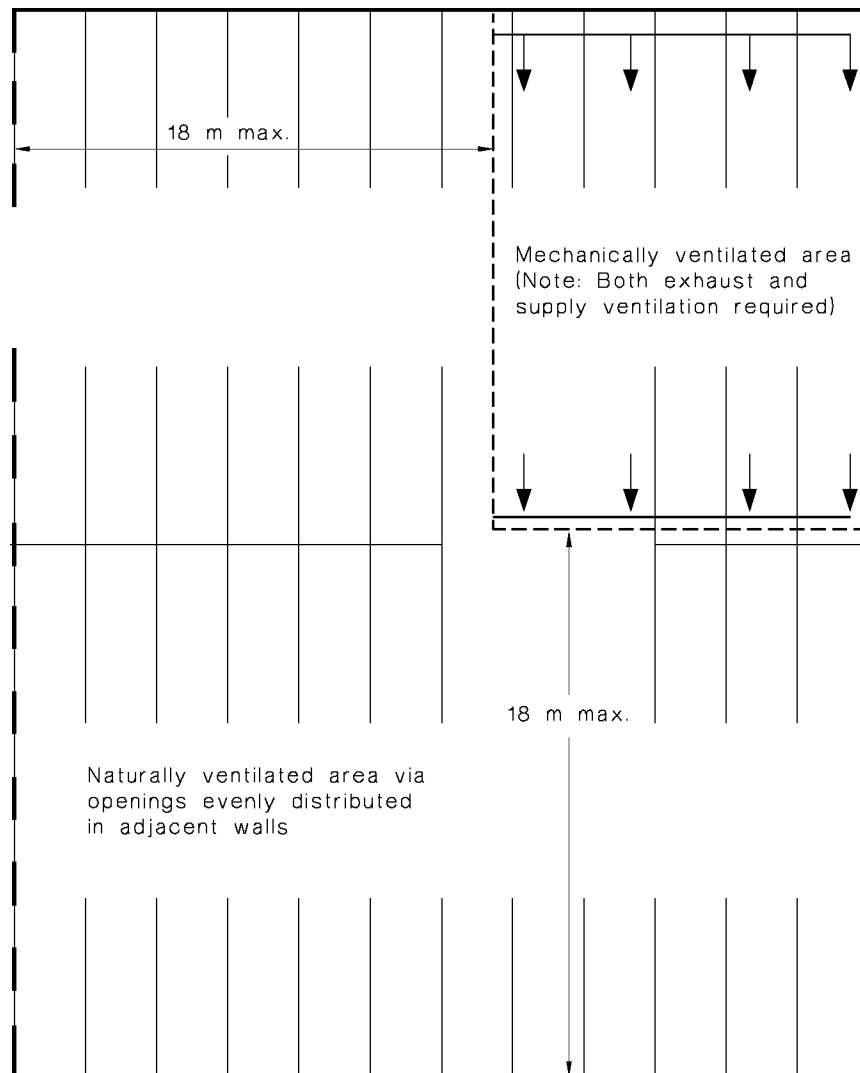 18 m max.
Mechanically ventilated area
(Note: Both exhaust and
supply ventilation required)
18 m max.
Naturally ventilated area via
openings evenly distributed
in adjacent walls